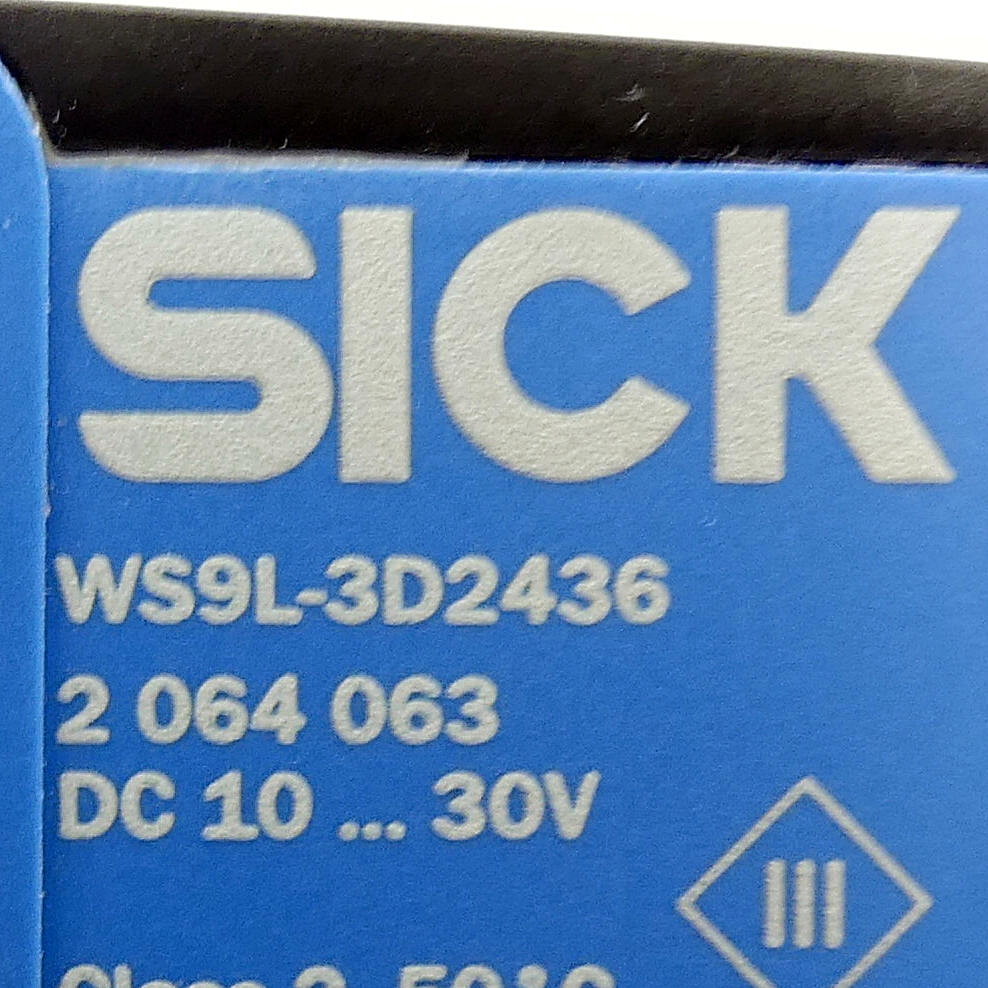 SICK
WS9L-3D2436
2 064 063
DC 10 ... 30V
III